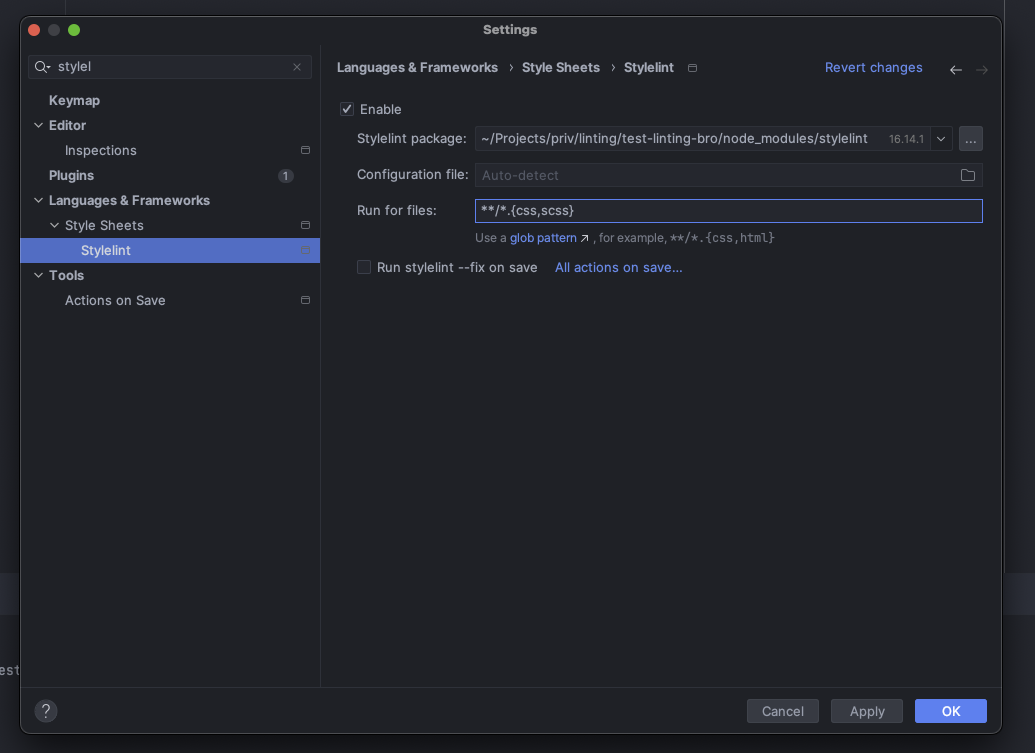 Settings
stylel
Keymap
Editor
Inspections
Plugins 1
Languages & Frameworks
Style Sheets
Stylelint
Tools
Actions on Save
Languages & Frameworks › Style Sheets › Stylelint Revert changes
Enable
Stylelint package: ~/Projects/priv/linting/test-linting-bro/node_modules/stylelint 16.14.1 ...
Configuration file: Auto-detect
Run for files: **/*.{css,scss}
Use a glob pattern ↗ , for example, **/*.{css,html}
Run stylelint --fix on save All actions on save...
est
? Cancel Apply OK